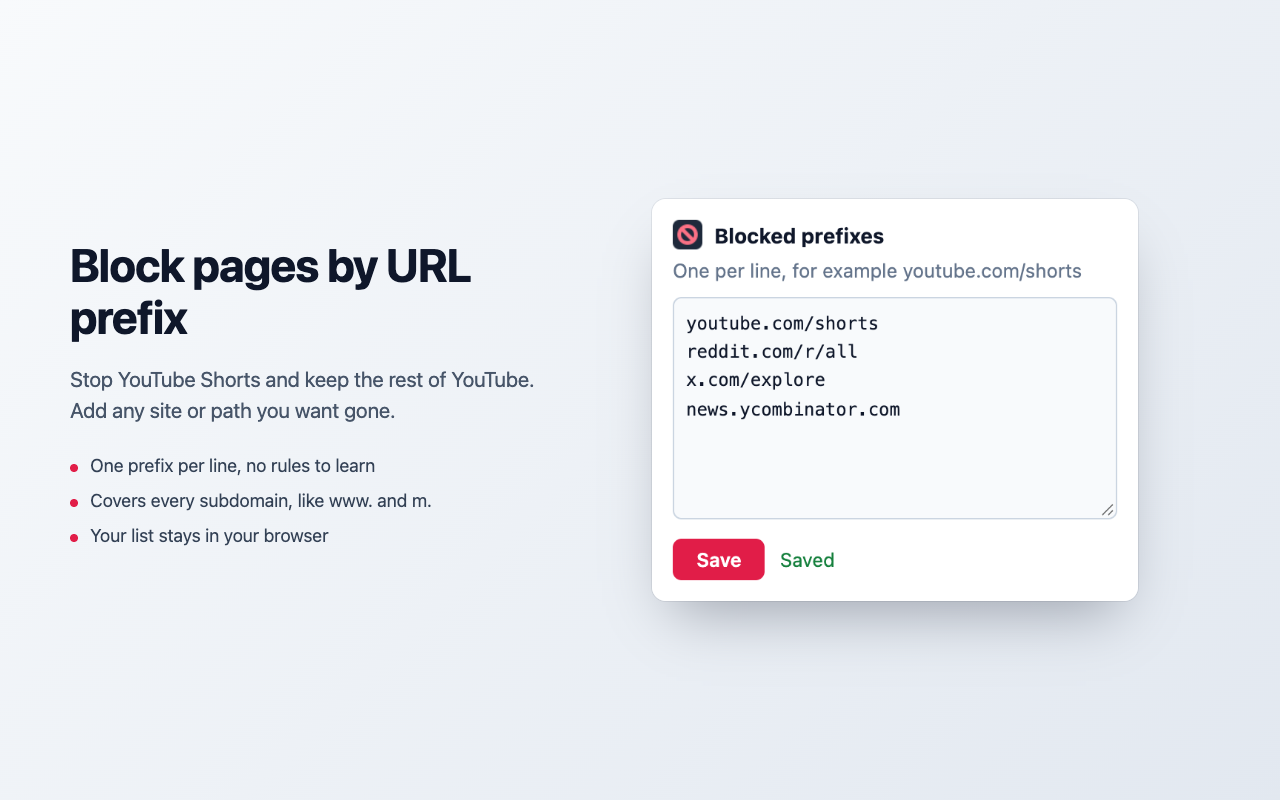 Block pages by URL
prefix
Stop YouTube Shorts and keep the rest of YouTube.
Add any site or path you want gone.
One prefix per line, no rules to learn
Covers every subdomain, like www. and m.
Your list stays in your browser
Blocked prefixes
One per line, for example youtube.com/shorts
youtube.com/shorts
reddit.com/r/all
x.com/explore
news.ycombinator.com
Save
Saved